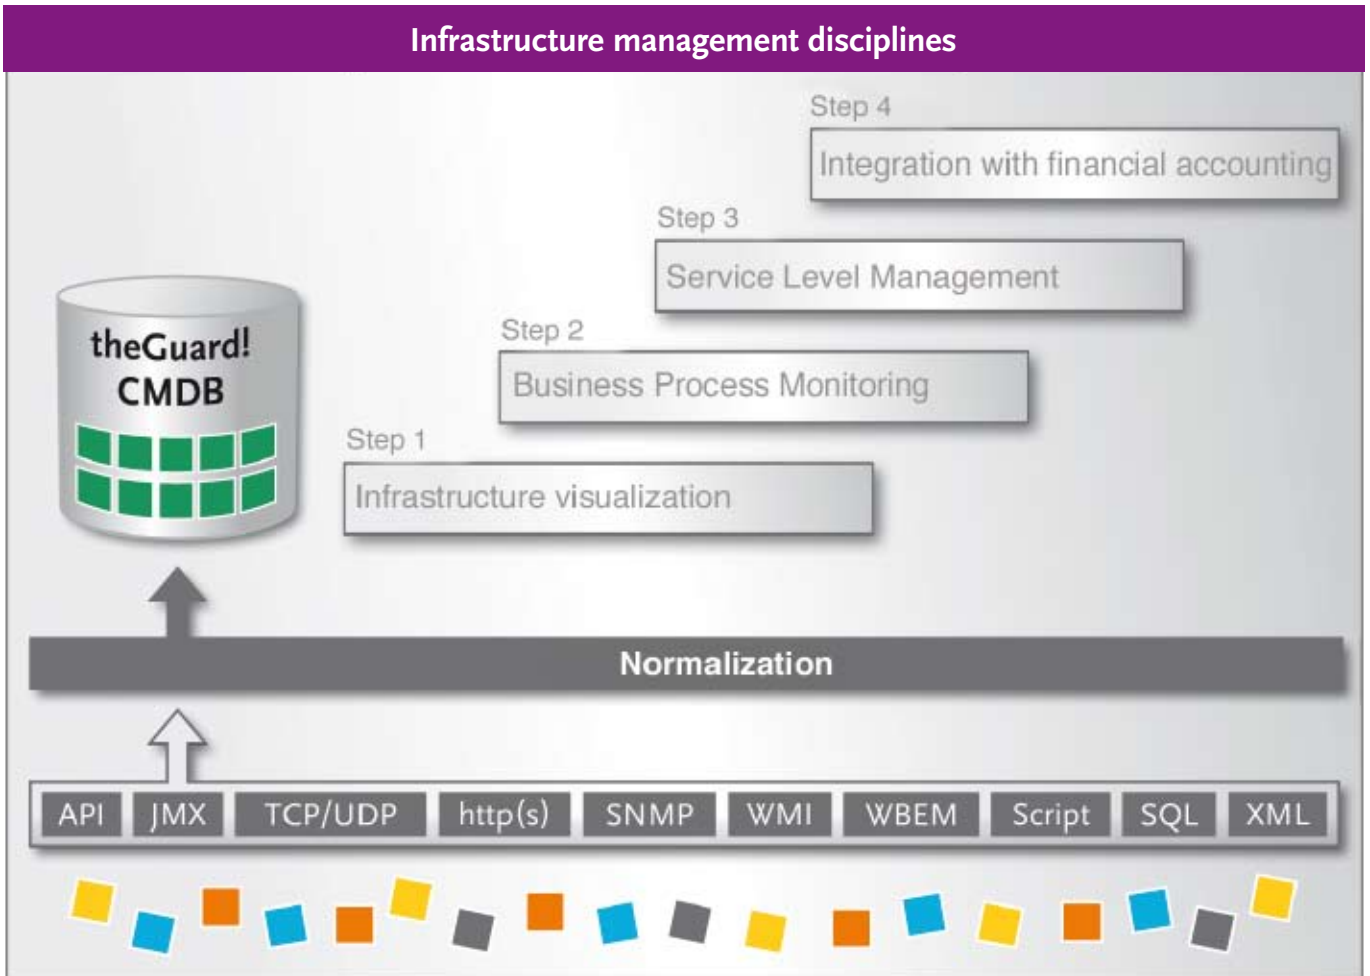 Infrastructure management disciplines
Step 4
Integration with financial accounting
Step 3
Service Level Management
Step 2
Business Process Monitoring
Step 1
Infrastructure visualization
theGuard!
CMDB
Normalization
API JMX TCP/UDP http(s) SNMP WMI WBEM Script SQL XML